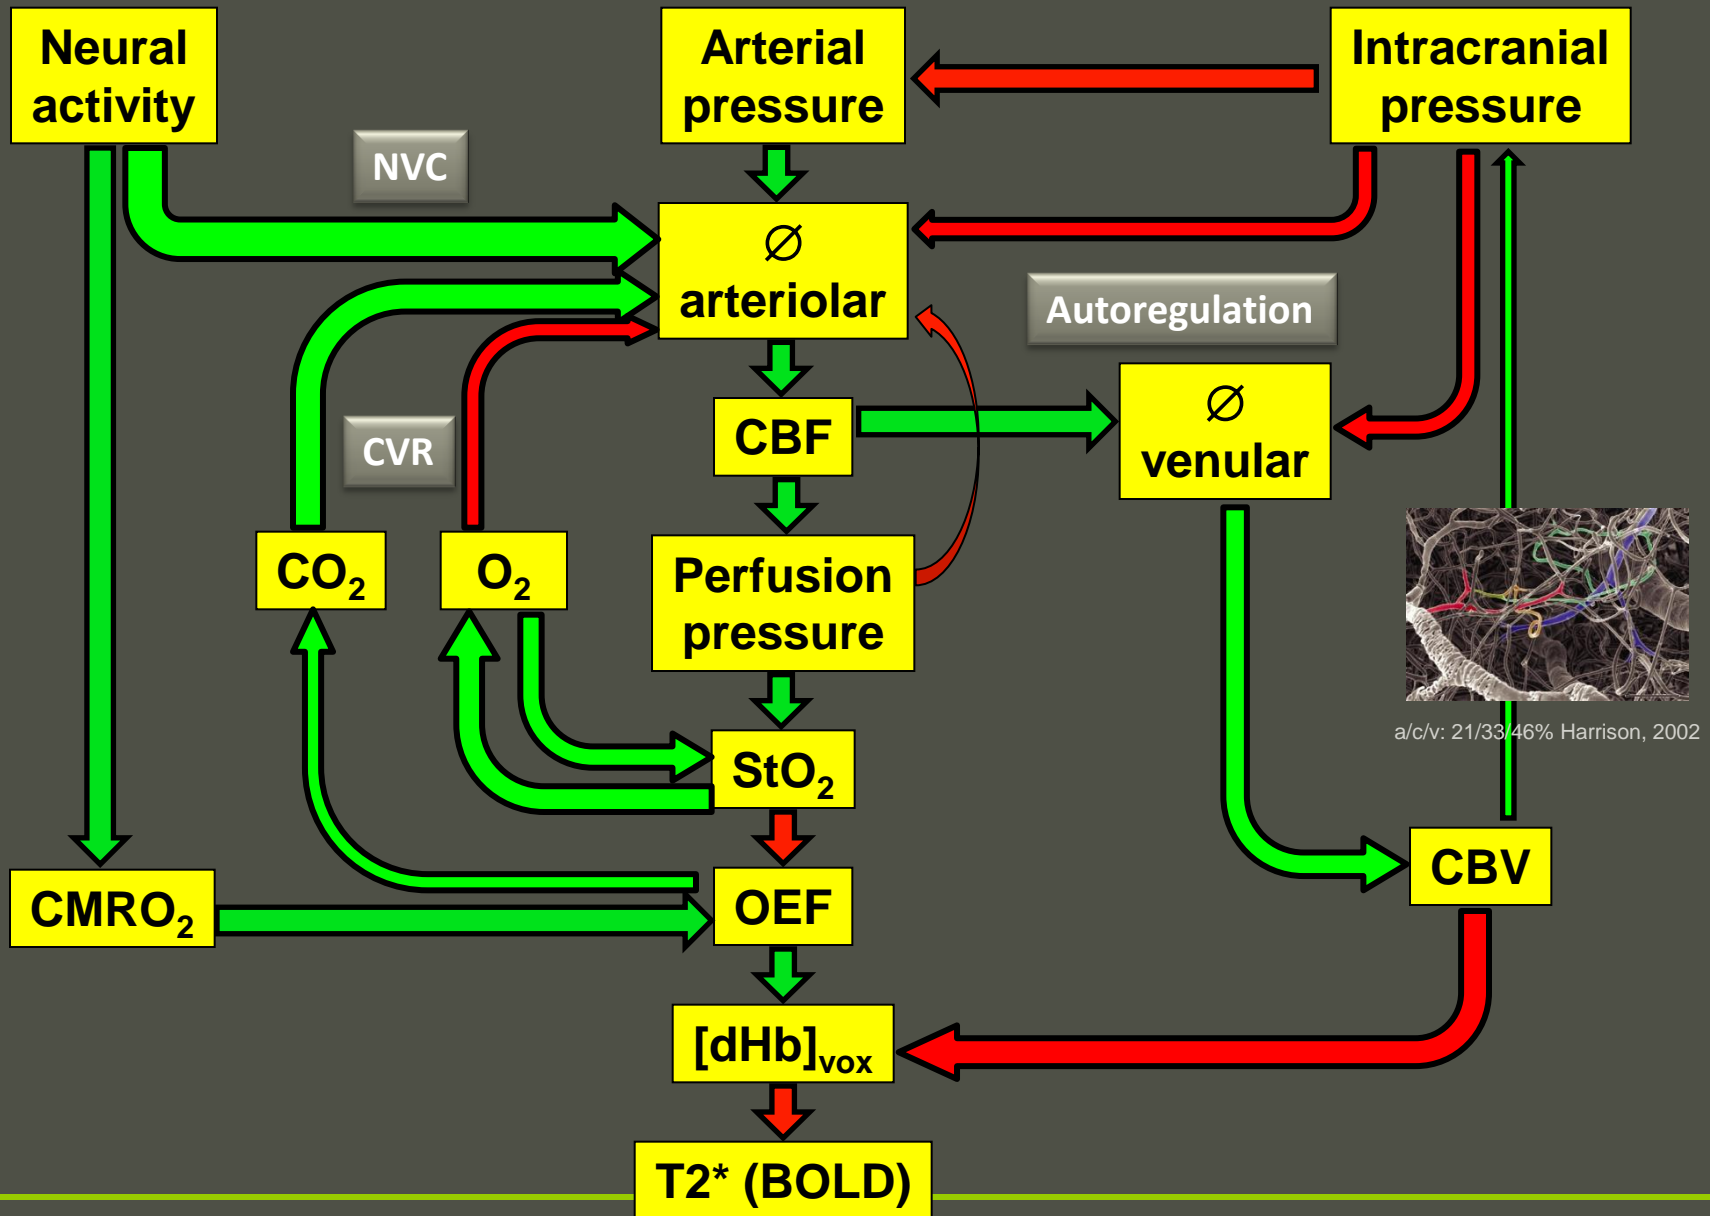 Neural
activity
Arterial
pressure
Intracranial
pressure
NVC
∅
arteriolar
Autoregulation
∅
venular
CBF
CVR
CO₂
O₂
Perfusion
pressure
a/c/v: 21/33/46% Harrison, 2002
StO₂
CBV
CMRO₂
OEF
[dHb]vox
T2* (BOLD)